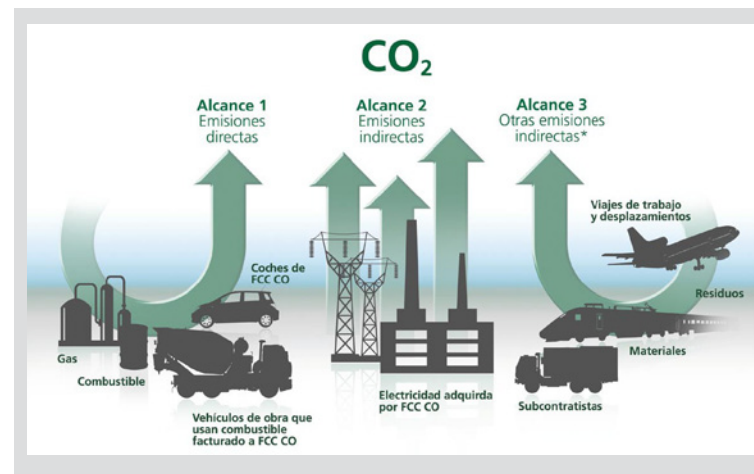 CO₂
Alcance 1
Emisiones
directas
Alcance 2
Emisiones
indirectas
Alcance 3
Otras emisiones
indirectas*
Viajes de trabajo
y desplazamientos
Coches de
FCC CO
Residuos
Gas
Combustible
Materiales
Vehículos de obra que
usan combustible
facturado a FCC CO
Electricidad adquirda
por FCC CO
Subcontratistas